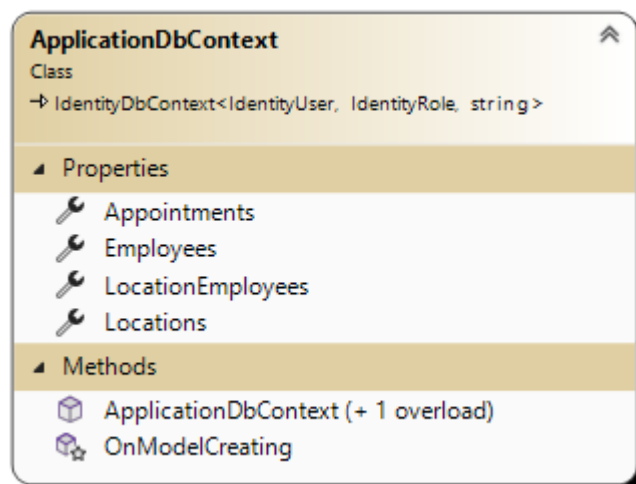 ApplicationDbContext
Class
IdentityDbContext<IdentityUser, IdentityRole, string>
Properties
Appointments
Employees
LocationEmployees
Locations
Methods
ApplicationDbContext (+ 1 overload)
OnModelCreating